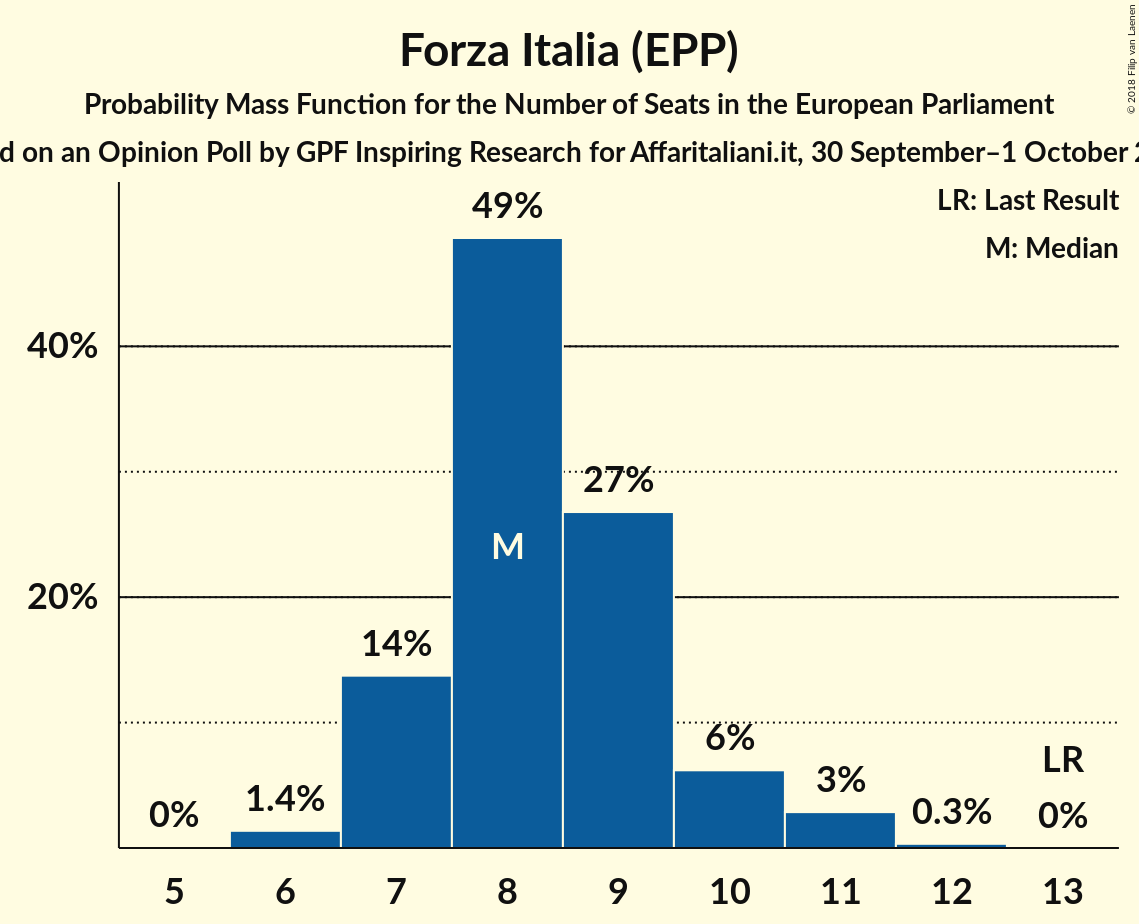 Forza Italia (EPP)
Probability Mass Function for the Number of Seats in the European Parliament
on an Opinion Poll by GPF Inspiring Research for Affaritaliani.it, 30 September–1 October
© 2018 Filip van Laenen
LR: Last Result
M: Median
49%
40%
27%
M
20%
14%
6%
LR
3%
1.4%
0.3%
0%
0%
5 6 7 8 9 10 11 12 13